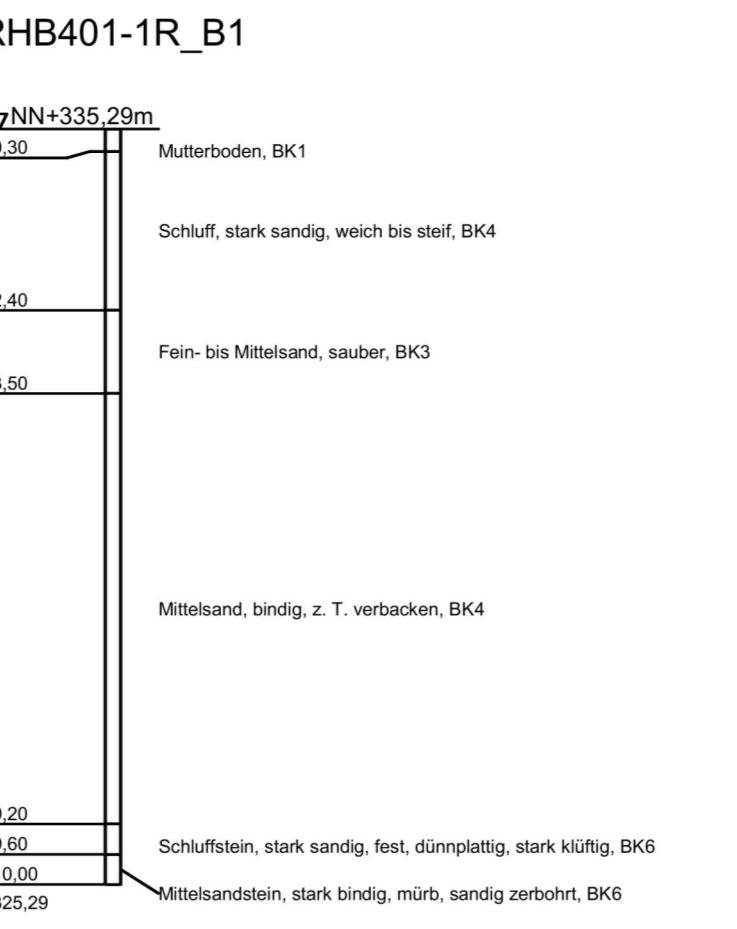 RHB401-1R_B1
NN+335,29m
0,30
Mutterboden, BK1
Schluff, stark sandig, weich bis steif, BK4
2,40
Fein- bis Mittelsand, sauber, BK3
3,50
Mittelsand, bindig, z. T. verbacken, BK4
9,20
9,60
Schluffstein, stark sandig, fest, dünnplattig, stark klüftig, BK6
10,00
Mittelsandstein, stark bindig, mürb, sandig zerbohrt, BK6
325,29